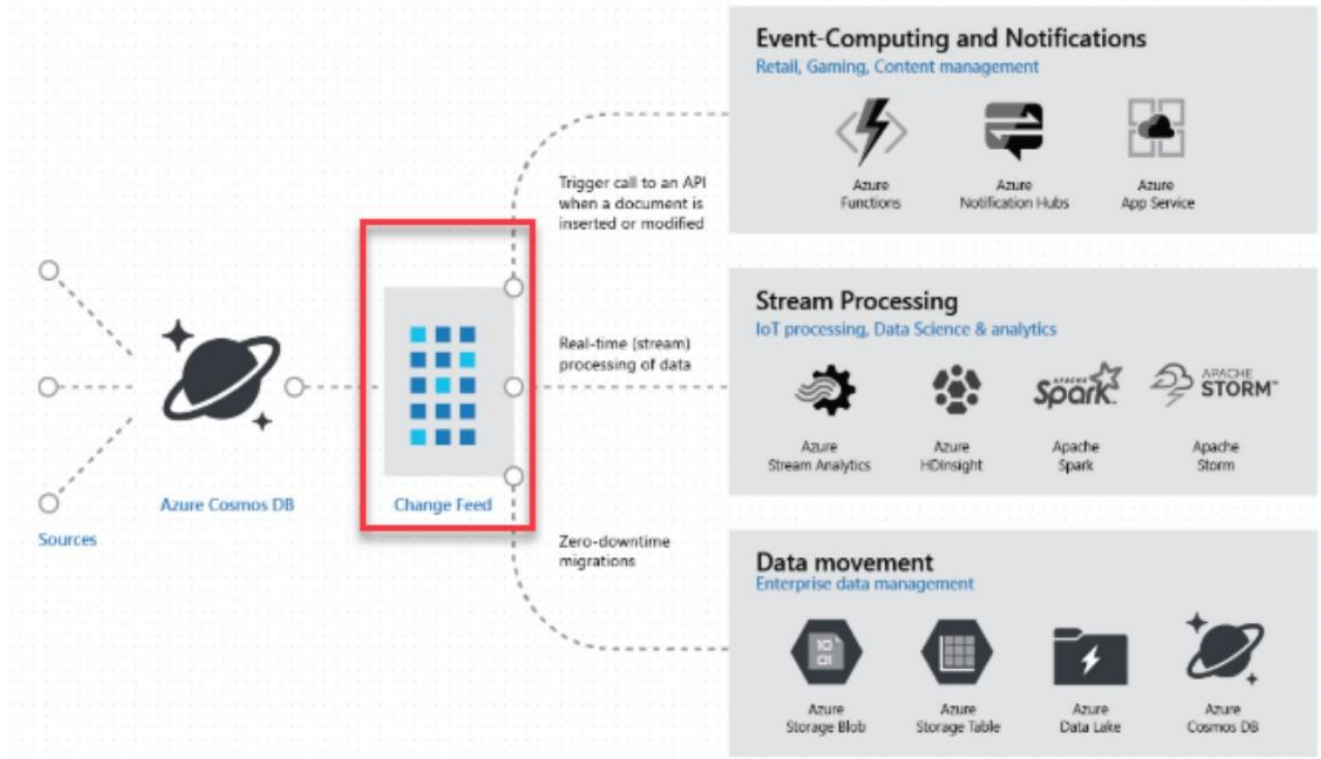 Event-Computing and Notifications
Retail, Gaming, Content management
Azure
Functions
Azure
Notification Hubs
Azure
App Service
Trigger call to an API
when a document is
inserted or modified
Stream Processing
IoT processing, Data Science & analytics
Real-time (stream)
processing of data
APACHE
Spark
APACHE
STORM™
Azure
Stream Analytics
Azure
HDInsight
Apache
Spark
Apache
Storm
Sources
Azure Cosmos DB
Change Feed
Zero-downtime
migrations
Data movement
Enterprise data management
10
01
Azure
Storage Blob
Azure
Storage Table
Azure
Data Lake
Azure
Cosmos DB